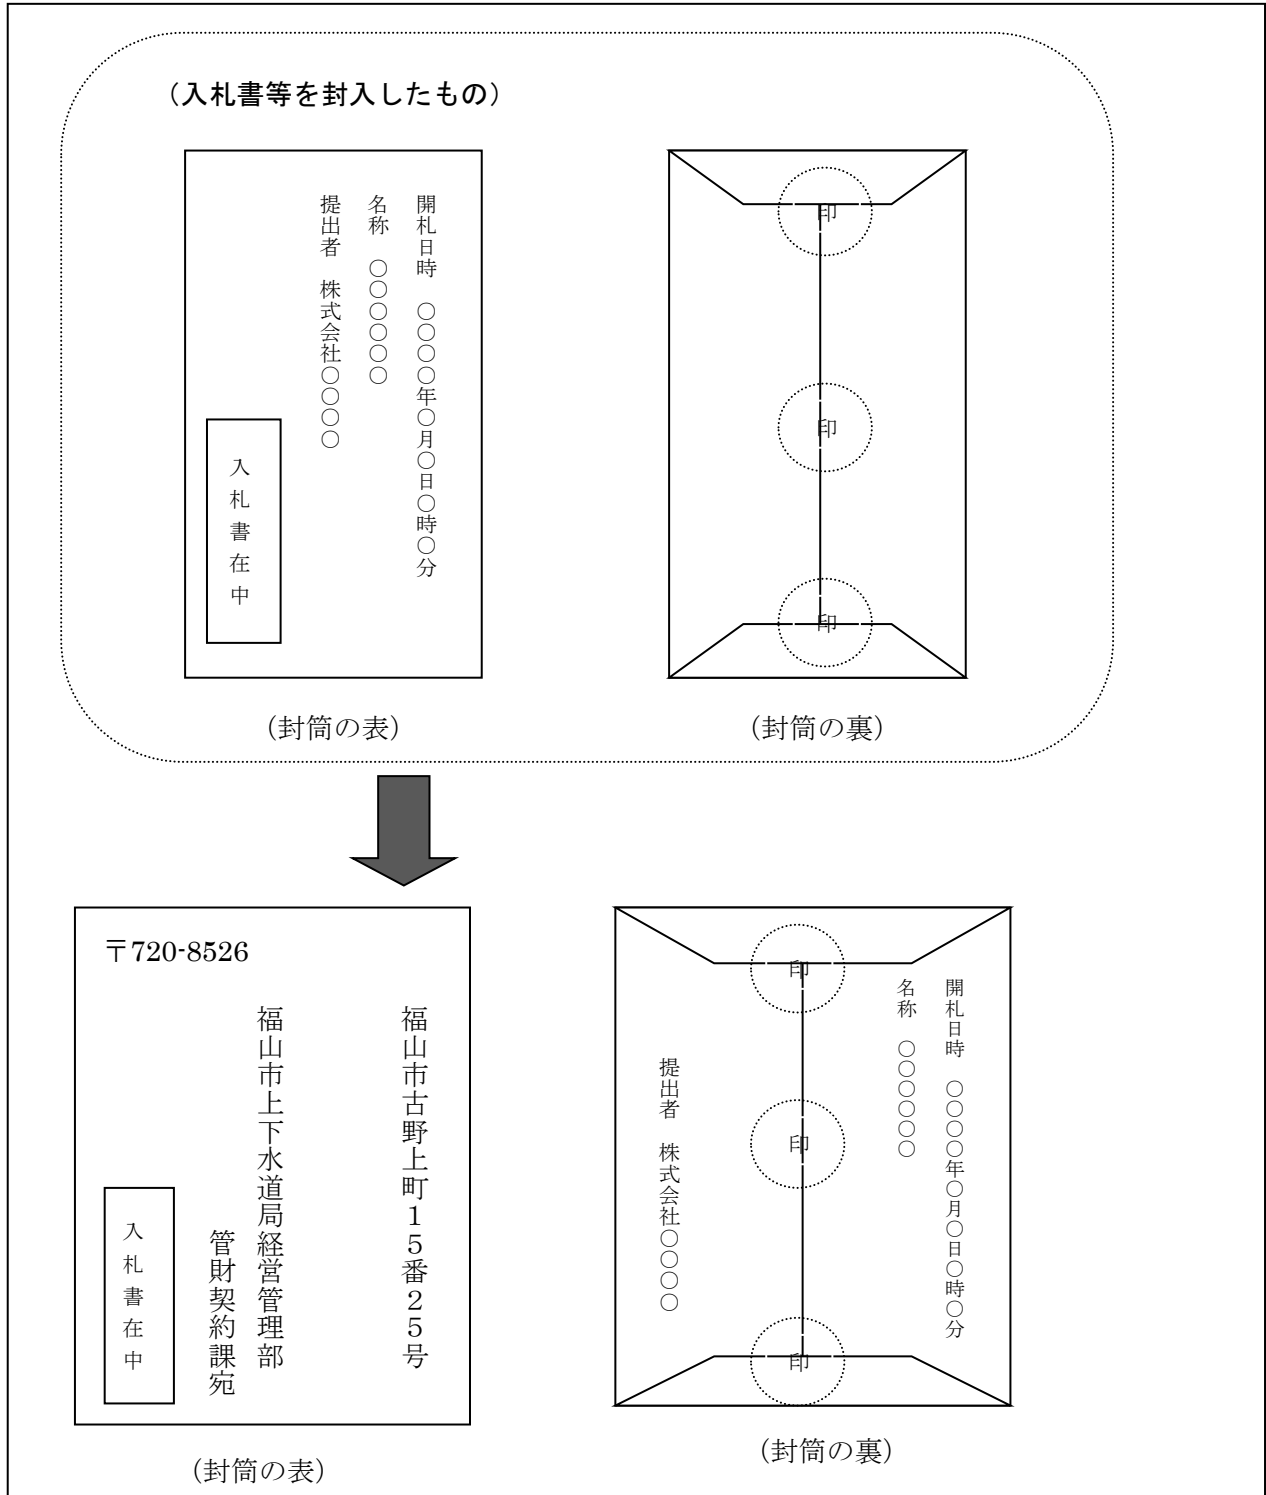 （入札書等を封入したもの）
開札日時　〇〇〇〇年〇月〇日〇時〇分
名称　〇〇〇〇〇〇
提出者　株式会社〇〇〇〇
入札書在中
印
印
印
（封筒の表）
（封筒の裏）
〒720-8526
福山市古野上町１５番２５号
福山市上下水道局経営管理部
管財契約課宛
入札書在中
開札日時　〇〇〇〇年〇月〇日〇時〇分
名称　〇〇〇〇〇〇
提出者　株式会社〇〇〇〇
印
印
印
（封筒の表）
（封筒の裏）